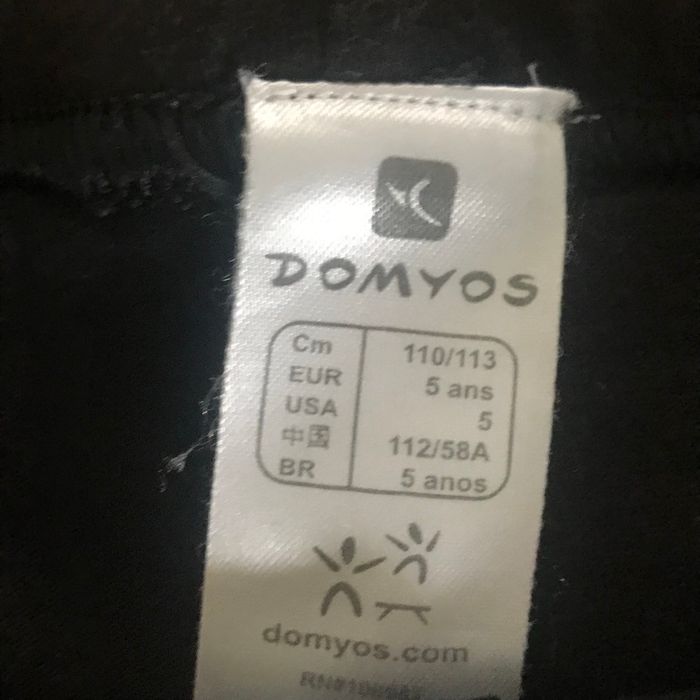 DOMYOS
Cm 110/113
EUR 5 ans
USA 5
中国 112/58A
BR 5 anos
domyos.com